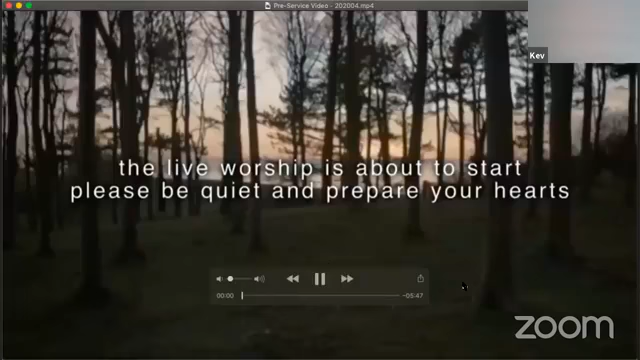 Pre-Service Video - 202004.mp4
Kev
the live worship is about to start
please be quiet and prepare your hearts
00:00
-05:47
zoom